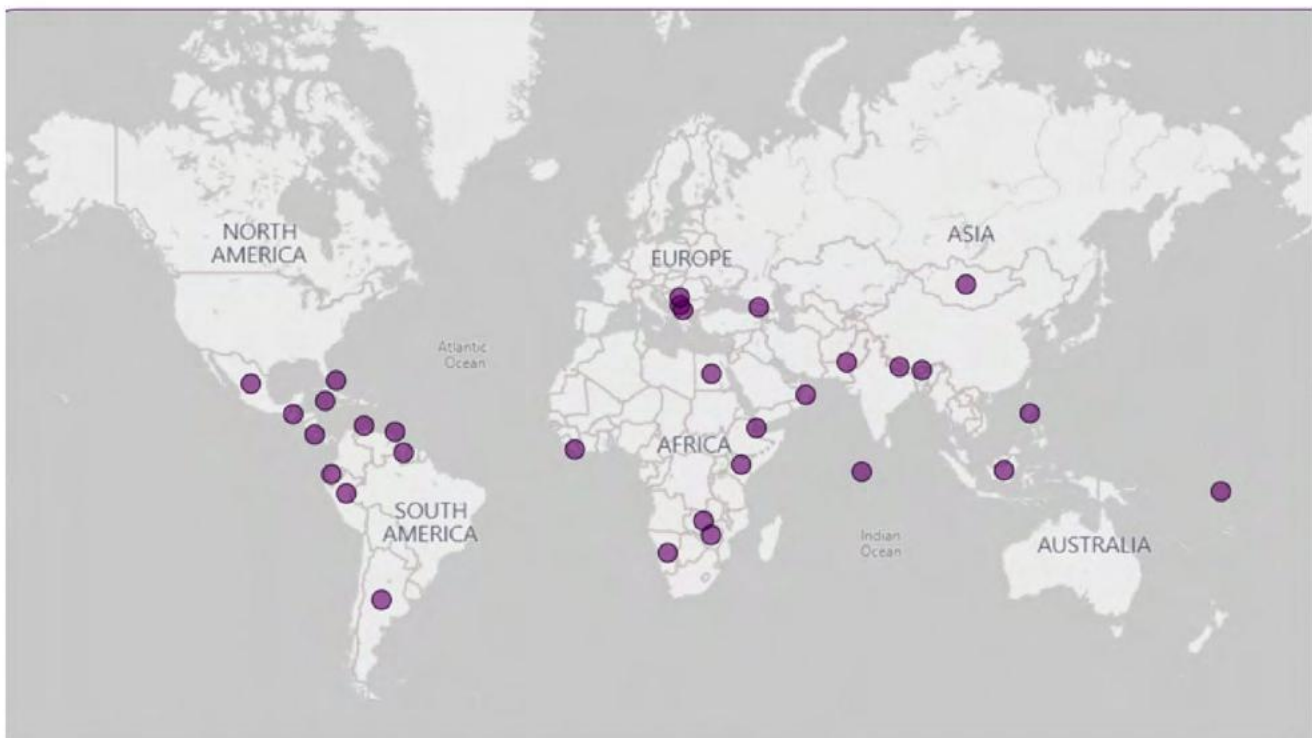 NORTH
AMERICA
EUROPE
ASIA
Atlantic
Ocean
AFRICA
SOUTH
AMERICA
Indian
Ocean
AUSTRALIA